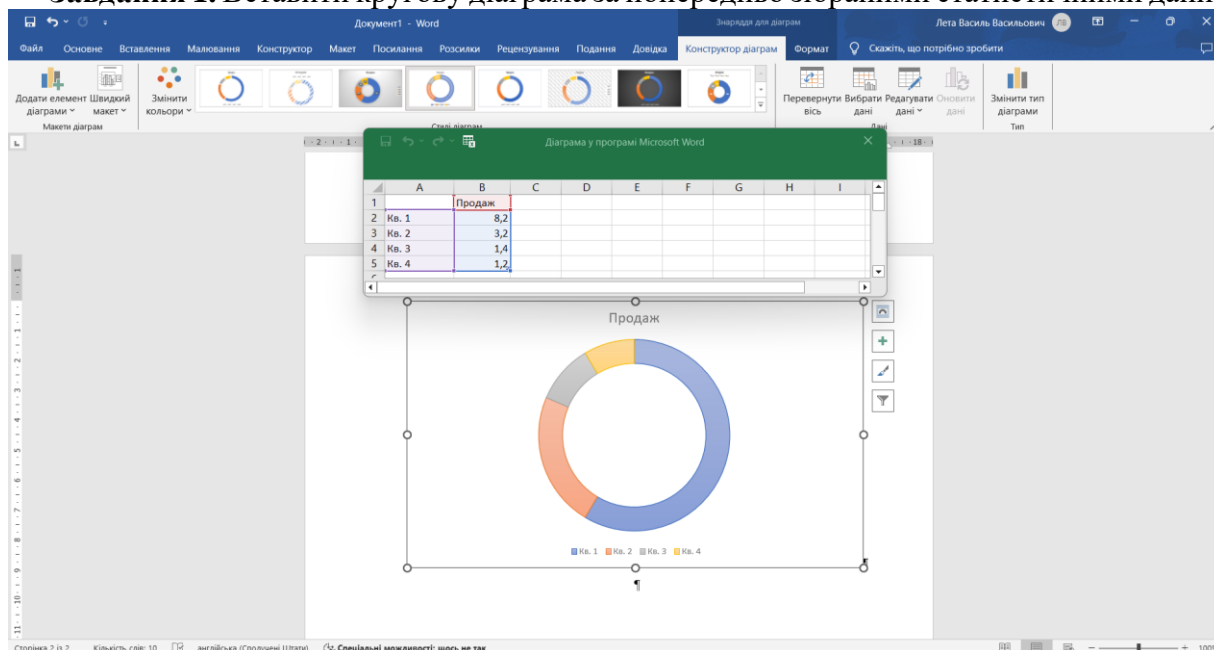 Завдання 1. Вставити кругову діаграма за попередньо зібраними статистичними дани
Документ1 - Word
Знаряддя для діаграм
Лета Василь Васильович ЛВ
Файл Основне Вставлення Малювання Конструктор Макет Посилання Розсилки Рецензування Подання Довідка Конструктор діаграм Формат Скажіть, що потрібно зробити
Додати елемент діаграми
Швидкий макет
Змінити кольори
Перевернути вісь
Вибрати дані
Редагувати дані
Оновити дані
Змінити тип діаграми
Макети діаграм Стилі діаграм Дані Тип
Діаграма у програмі Microsoft Word
A B C D E F G H I
1 Продаж
2 Кв. 1 8,2
3 Кв. 2 3,2
4 Кв. 3 1,4
5 Кв. 4 1,2
Продаж
Кв. 1 Кв. 2 Кв. 3 Кв. 4
¶
Сторінка 2 із 2 Кількість слів: 10 англійська (Сполучені Штати) Спеціальні можливості: щось не так 100%